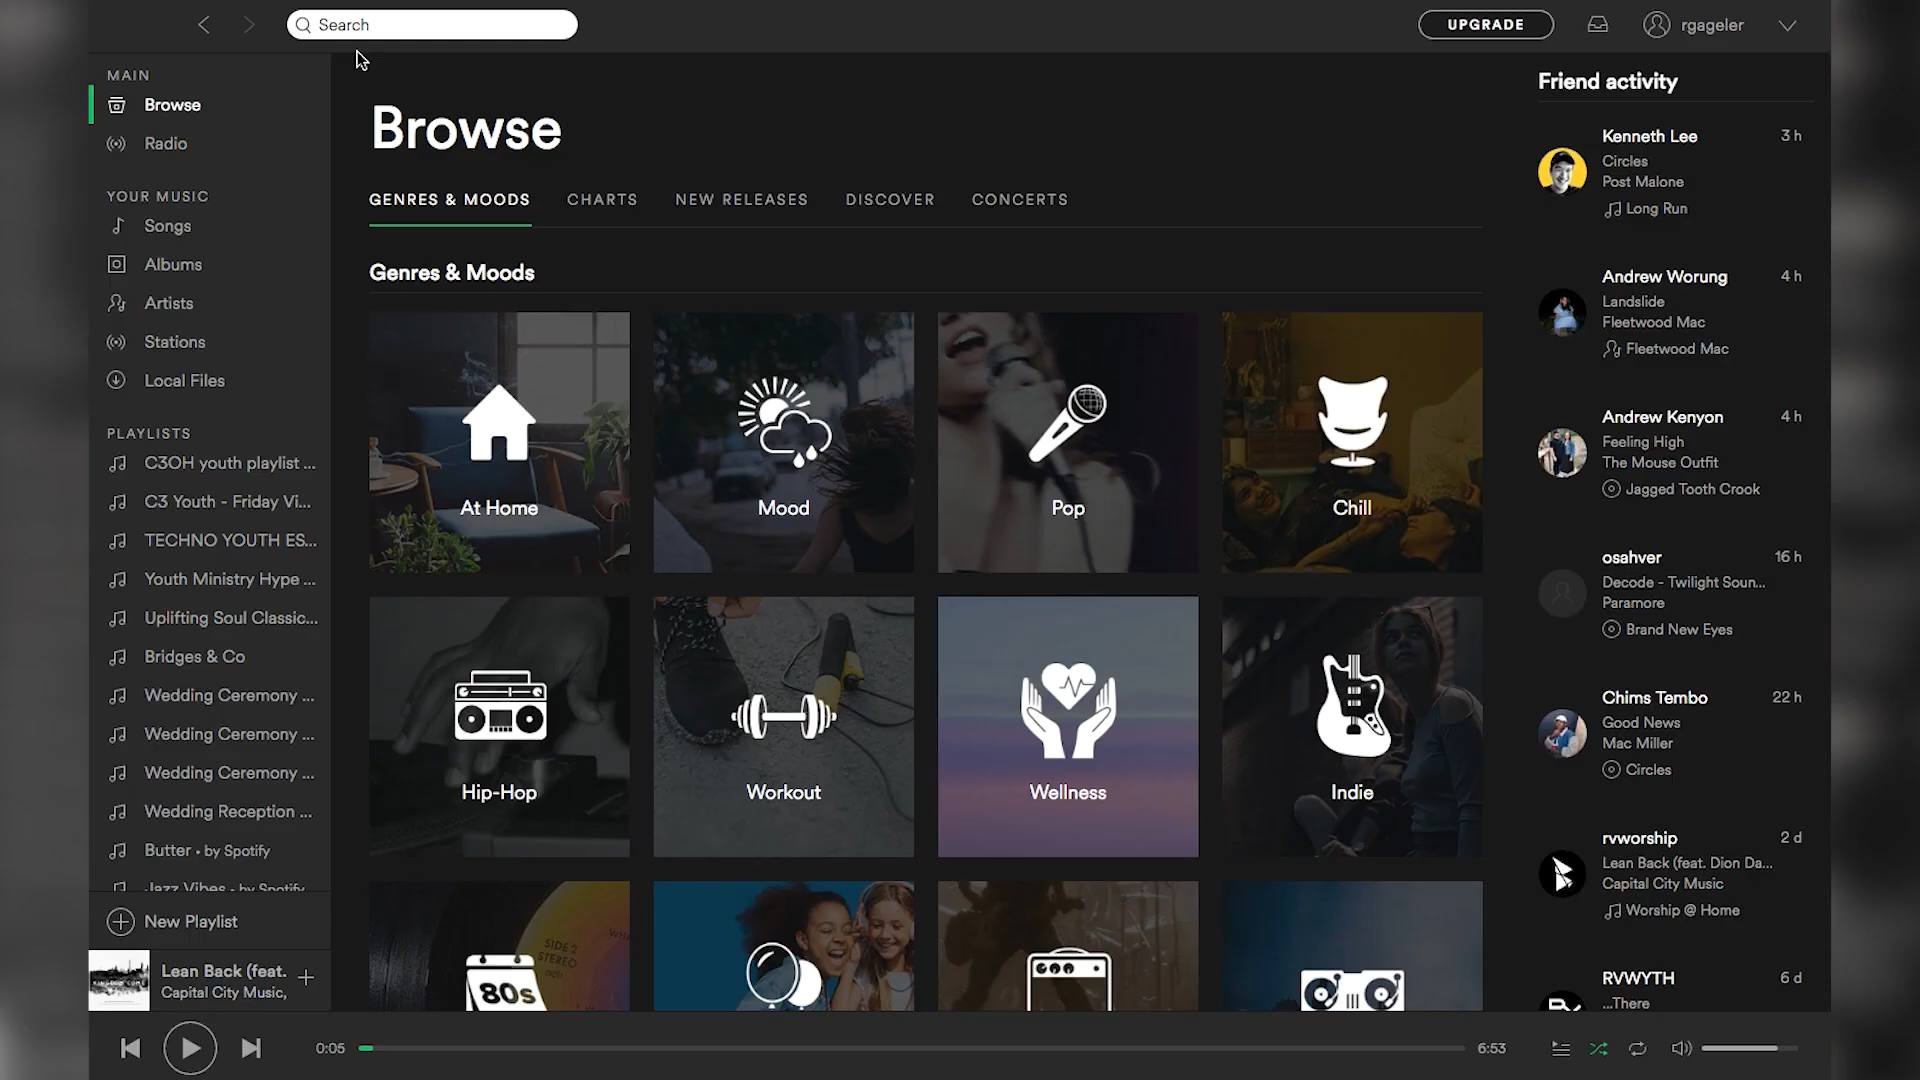 Search
UPGRADE
rgageler
MAIN
Browse
Radio
YOUR MUSIC
Songs
Albums
Artists
Stations
Local Files
PLAYLISTS
C3OH youth playlist ...
C3 Youth - Friday Vi...
TECHNO YOUTH ES...
Youth Ministry Hype ...
Uplifting Soul Classic...
Bridges & Co
Wedding Ceremony ...
Wedding Ceremony ...
Wedding Ceremony ...
Wedding Reception ...
Butter • by Spotify
Jazz Vibes • by Spotify
New Playlist
Lean Back (feat.
Capital City Music,
Browse
GENRES & MOODS CHARTS NEW RELEASES DISCOVER CONCERTS
Genres & Moods
At Home
Mood
Pop
Chill
Hip-Hop
Workout
Wellness
Indie
SIDE 2
STEREO
80s
Friend activity
Kenneth Lee 3 h
Circles
Post Malone
Long Run
Andrew Worung 4 h
Landslide
Fleetwood Mac
Fleetwood Mac
Andrew Kenyon 4 h
Feeling High
The Mouse Outfit
Jagged Tooth Crook
osahver 16 h
Decode - Twilight Soun...
Paramore
Brand New Eyes
Chims Tembo 22 h
Good News
Mac Miller
Circles
rvworship 2 d
Lean Back (feat. Dion Da...
Capital City Music
Worship @ Home
RVWYTH 6 d
...There
0:05
6:53